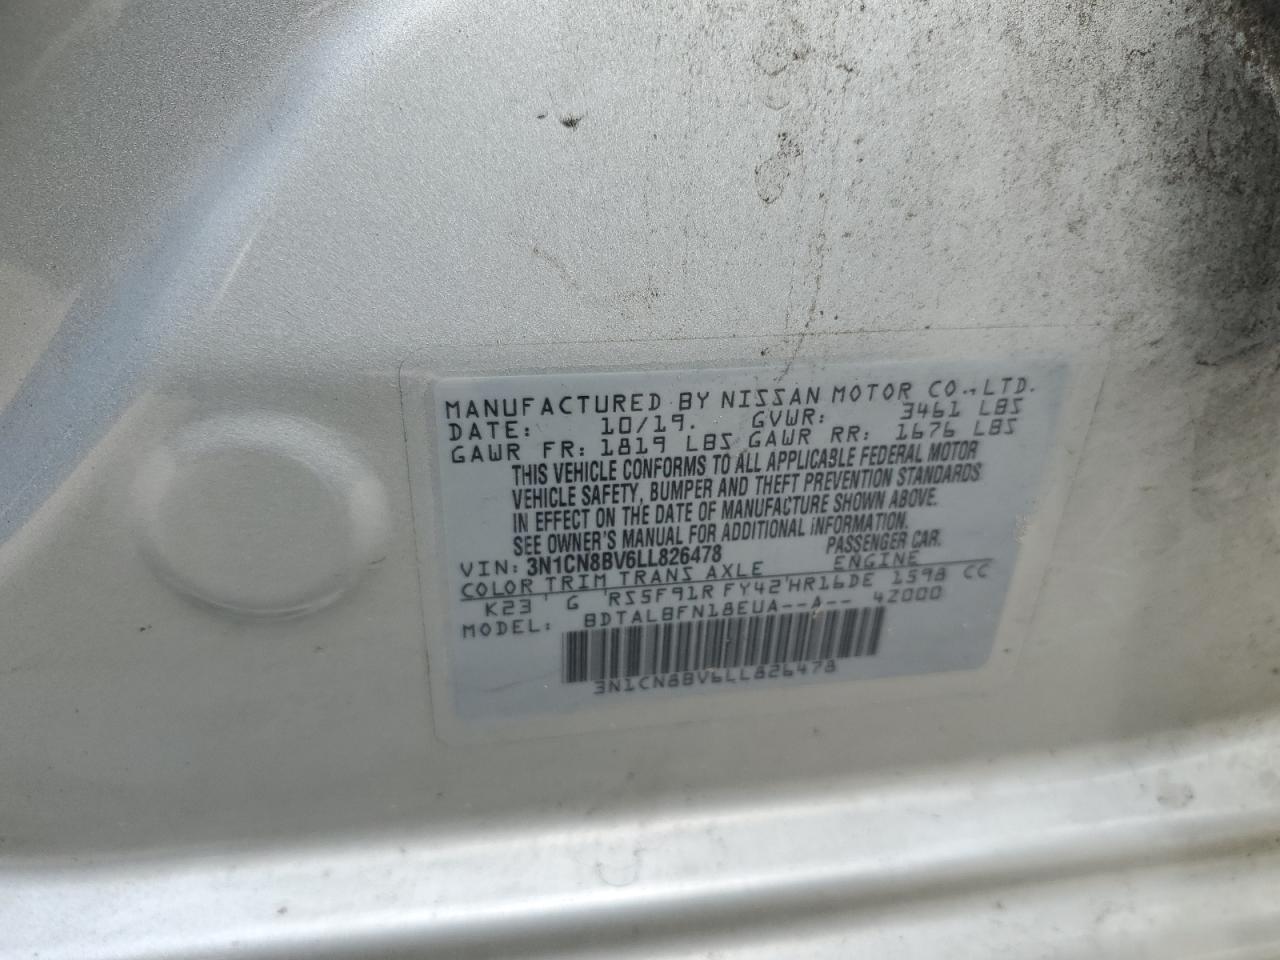 MANUFACTURED BY NISSAN MOTOR CO.,LTD.
DATE: 10/19. GVWR: 3461 LBS
GAWR FR: 1819 LBS GAWR RR: 1676 LBS
THIS VEHICLE CONFORMS TO ALL APPLICABLE FEDERAL MOTOR
VEHICLE SAFETY, BUMPER AND THEFT PREVENTION STANDARDS
IN EFFECT ON THE DATE OF MANUFACTURE SHOWN ABOVE.
SEE OWNER'S MANUAL FOR ADDITIONAL INFORMATION.
VIN: 3N1CN8BV6LL826478 PASSENGER CAR.
COLOR TRIM TRANS AXLE ENGINE
K23 G RS5F91R FY42 HR16DE 1598 CC
MODEL: BDTALBFN18EUA--A-- 42000
3N1CN8BV6LL826478